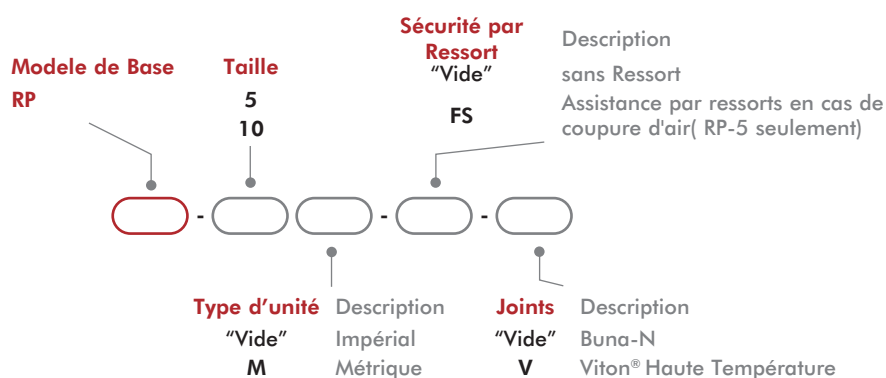 Modele de Base
RP
Taille
5
10
Sécurité par
Ressort
“Vide”
FS
Description
sans Ressort
Assistance par ressorts en cas de
coupure d'air( RP-5 seulement)
- - -
Type d’unité Description
“Vide” Impérial
M Métrique
Joints Description
“Vide” Buna-N
V Viton® Haute Température